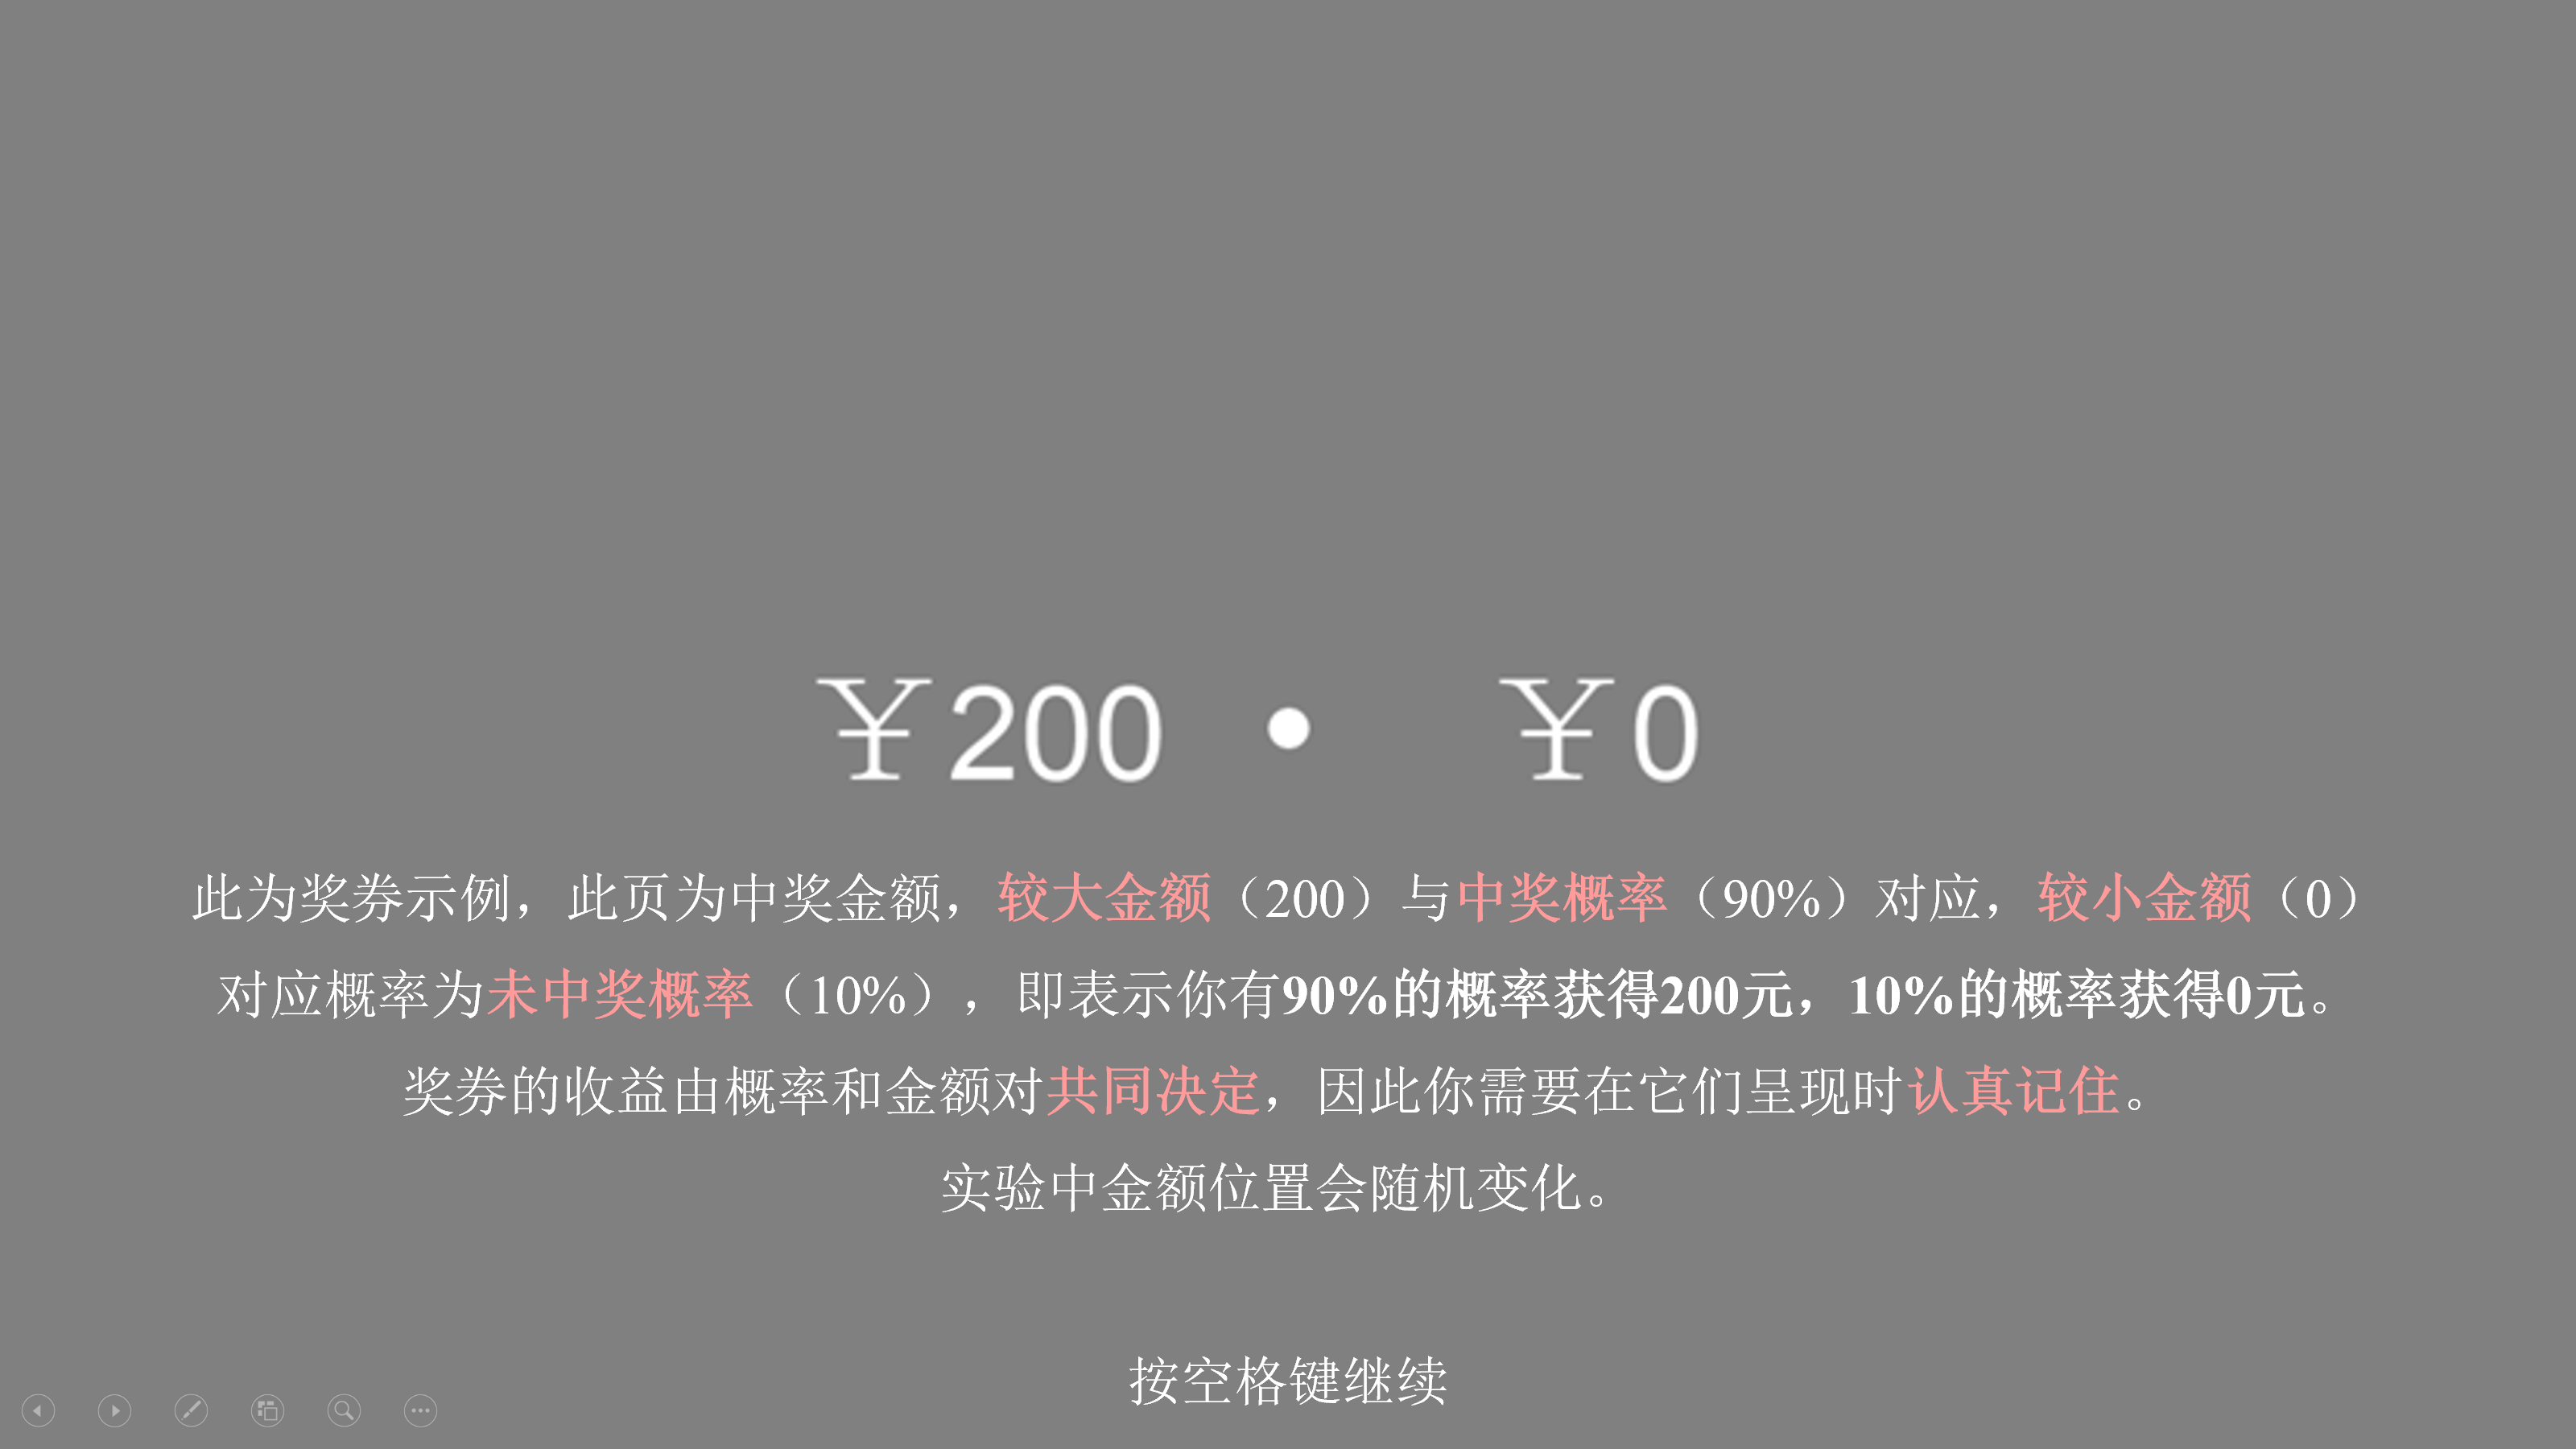 ￥200 • ￥0
此为奖券示例，此页为中奖金额，较大金额（200）与中奖概率（90%）对应，较小金额（0）
对应概率为未中奖概率（10%），即表示你有90%的概率获得200元，10%的概率获得0元。
奖券的收益由概率和金额对共同决定，因此你需要在它们呈现时认真记住。
实验中金额位置会随机变化。
按空格键继续